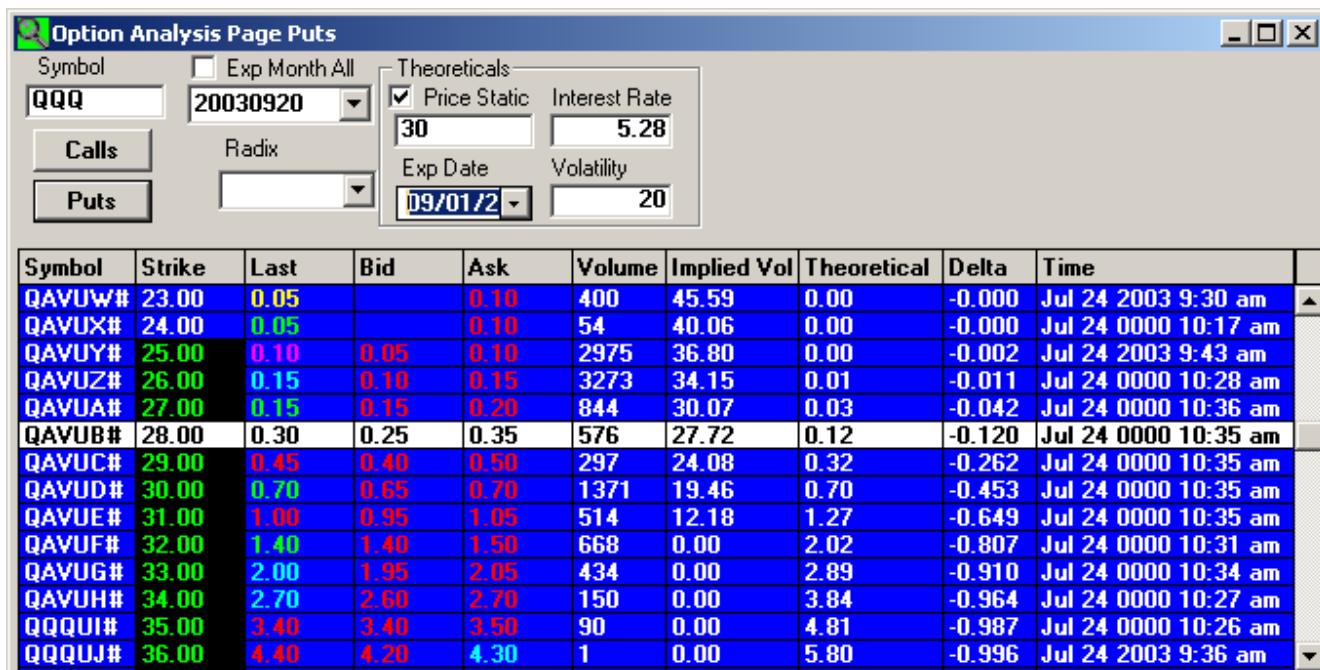 Option Analysis Page Puts
Symbol Exp Month All Theoreticals
QQQ 20030920 Price Static Interest Rate
30 5.28
Calls Radix Exp Date Volatility
Puts 09/01/2 20
Symbol Strike Last Bid Ask Volume Implied Vol Theoretical Delta Time
QAVUW# 23.00 0.05 0.10 400 45.59 0.00 -0.000 Jul 24 2003 9:30 am
QAVUX# 24.00 0.05 0.10 54 40.06 0.00 -0.000 Jul 24 0000 10:17 am
QAVUY# 25.00 0.10 0.05 0.10 2975 36.80 0.00 -0.002 Jul 24 2003 9:43 am
QAVUZ# 26.00 0.15 0.10 0.15 3273 34.15 0.01 -0.011 Jul 24 0000 10:28 am
QAVUA# 27.00 0.15 0.15 0.20 844 30.07 0.03 -0.042 Jul 24 0000 10:36 am
QAVUB# 28.00 0.30 0.25 0.35 576 27.72 0.12 -0.120 Jul 24 0000 10:35 am
QAVUC# 29.00 0.45 0.40 0.50 297 24.08 0.32 -0.262 Jul 24 0000 10:35 am
QAVUD# 30.00 0.70 0.65 0.70 1371 19.46 0.70 -0.453 Jul 24 0000 10:35 am
QAVUE# 31.00 1.00 0.95 1.05 514 12.18 1.27 -0.649 Jul 24 0000 10:35 am
QAVUF# 32.00 1.40 1.40 1.50 668 0.00 2.02 -0.807 Jul 24 0000 10:31 am
QAVUG# 33.00 2.00 1.95 2.05 434 0.00 2.89 -0.910 Jul 24 0000 10:34 am
QAVUH# 34.00 2.70 2.60 2.70 150 0.00 3.84 -0.964 Jul 24 0000 10:27 am
QQQUI# 35.00 3.40 3.40 3.50 90 0.00 4.81 -0.987 Jul 24 0000 10:26 am
QQQUJ# 36.00 4.40 4.20 4.30 1 0.00 5.80 -0.996 Jul 24 0000 9:36 am